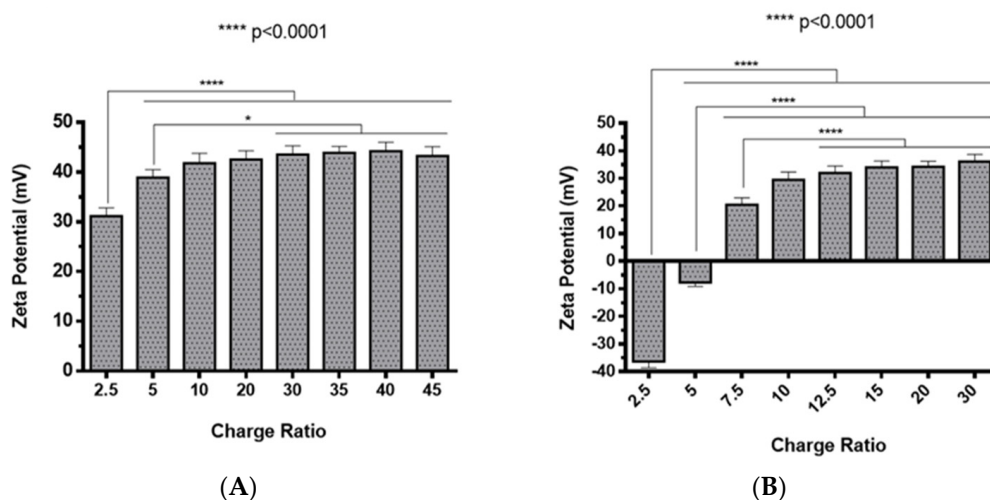 **** p<0.0001
****
*
Zeta Potential (mV)
50
40
30
20
10
0
2.5 5 10 20 30 35 40 45
Charge Ratio
(A)
**** p<0.0001
****
****
****
Zeta Potential (mV)
50
40
30
20
10
0
-10
-20
-30
-40
2.5 5 7.5 10 12.5 15 20 30
Charge Ratio
(B)